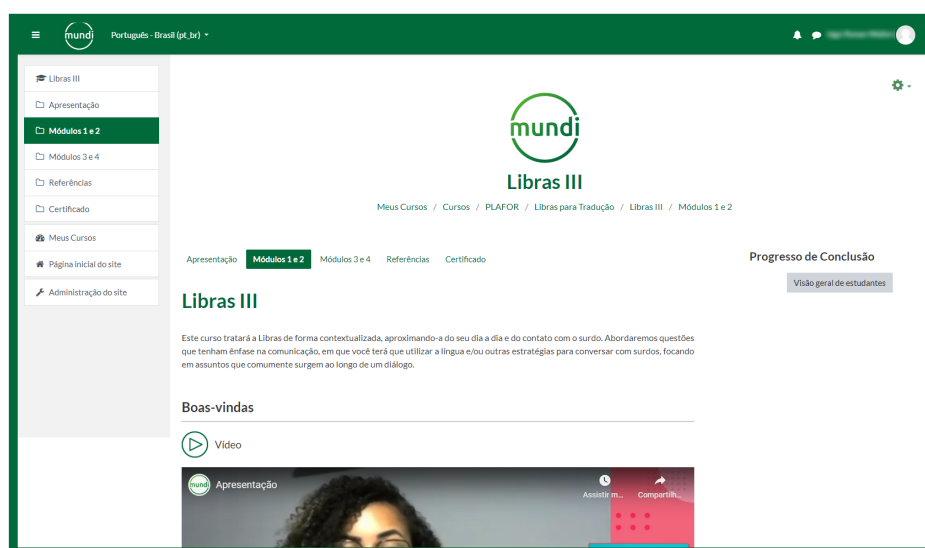 mundi
Português - Brasil (pt_br)
Libras III
Apresentação
Módulos 1 e 2
Módulos 3 e 4
Referências
Certificado
Meus Cursos
Página inicial do site
Administração do site
mundi
Libras III
Meus Cursos / Cursos / PLAFOR / Libras para Tradução / Libras III / Módulos 1 e 2
Apresentação Módulos 1 e 2 Módulos 3 e 4 Referências Certificado
Progresso de Conclusão
Visão geral de estudantes
Libras III
Este curso tratará a Libras de forma contextualizada, aproximando-a do seu dia a dia e do contato com o surdo. Abordaremos questões
que tenham ênfase na comunicação, em que você terá que utilizar a língua e/ou outras estratégias para conversar com surdos, focando
em assuntos que comumente surgem ao longo de um diálogo.
Boas-vindas
Vídeo
mundi Apresentação
Assistir m... Compartilh...